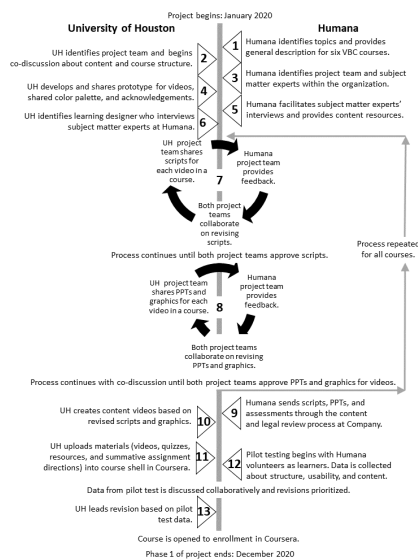 Project begins: January 2020
University of Houston
Humana
1
Humana identifies topics and provides
general description for six VBC courses.
UH identifies project team and begins
co-discussion about content and course structure.
2
3
Humana identifies project team and subject
matter experts within the organization.
UH develops and shares prototype for videos,
shared color palette, and acknowledgements.
4
5
Humana facilitates subject matter experts'
interviews and provides content resources.
UH identifies learning designer who interviews
subject matter experts at Humana.
6
UH project
team shares
scripts for
each video in a
course.
7
Humana
project team
provides
feedback.
Both project
teams
collaborate
on revising
scripts.
Process continues until both project teams approve scripts.
Process repeated
for all courses.
UH project team
shares PPTs and
graphics for each
video in a course.
8
Humana
project team
provides
feedback.
Both project teams
collaborate on revising
PPTs and graphics.
Process continues with co-discussion until both project teams approve PPTs and graphics for videos.
9
Humana sends scripts, PPTs, and
assessments through the content
and legal review process at Company.
UH creates content videos based on
revised scripts and graphics.
10
UH uploads materials (videos, quizzes,
resources, and summative assignment
directions) into course shell in Coursera.
11
12
Pilot testing begins with Humana
volunteers as learners. Data is collected
about structure, usability, and content.
Data from pilot test is discussed collaboratively and revisions prioritized.
UH leads revision based on pilot
test data.
13
Course is opened to enrollment in Coursera.
Phase 1 of project ends: December 2020